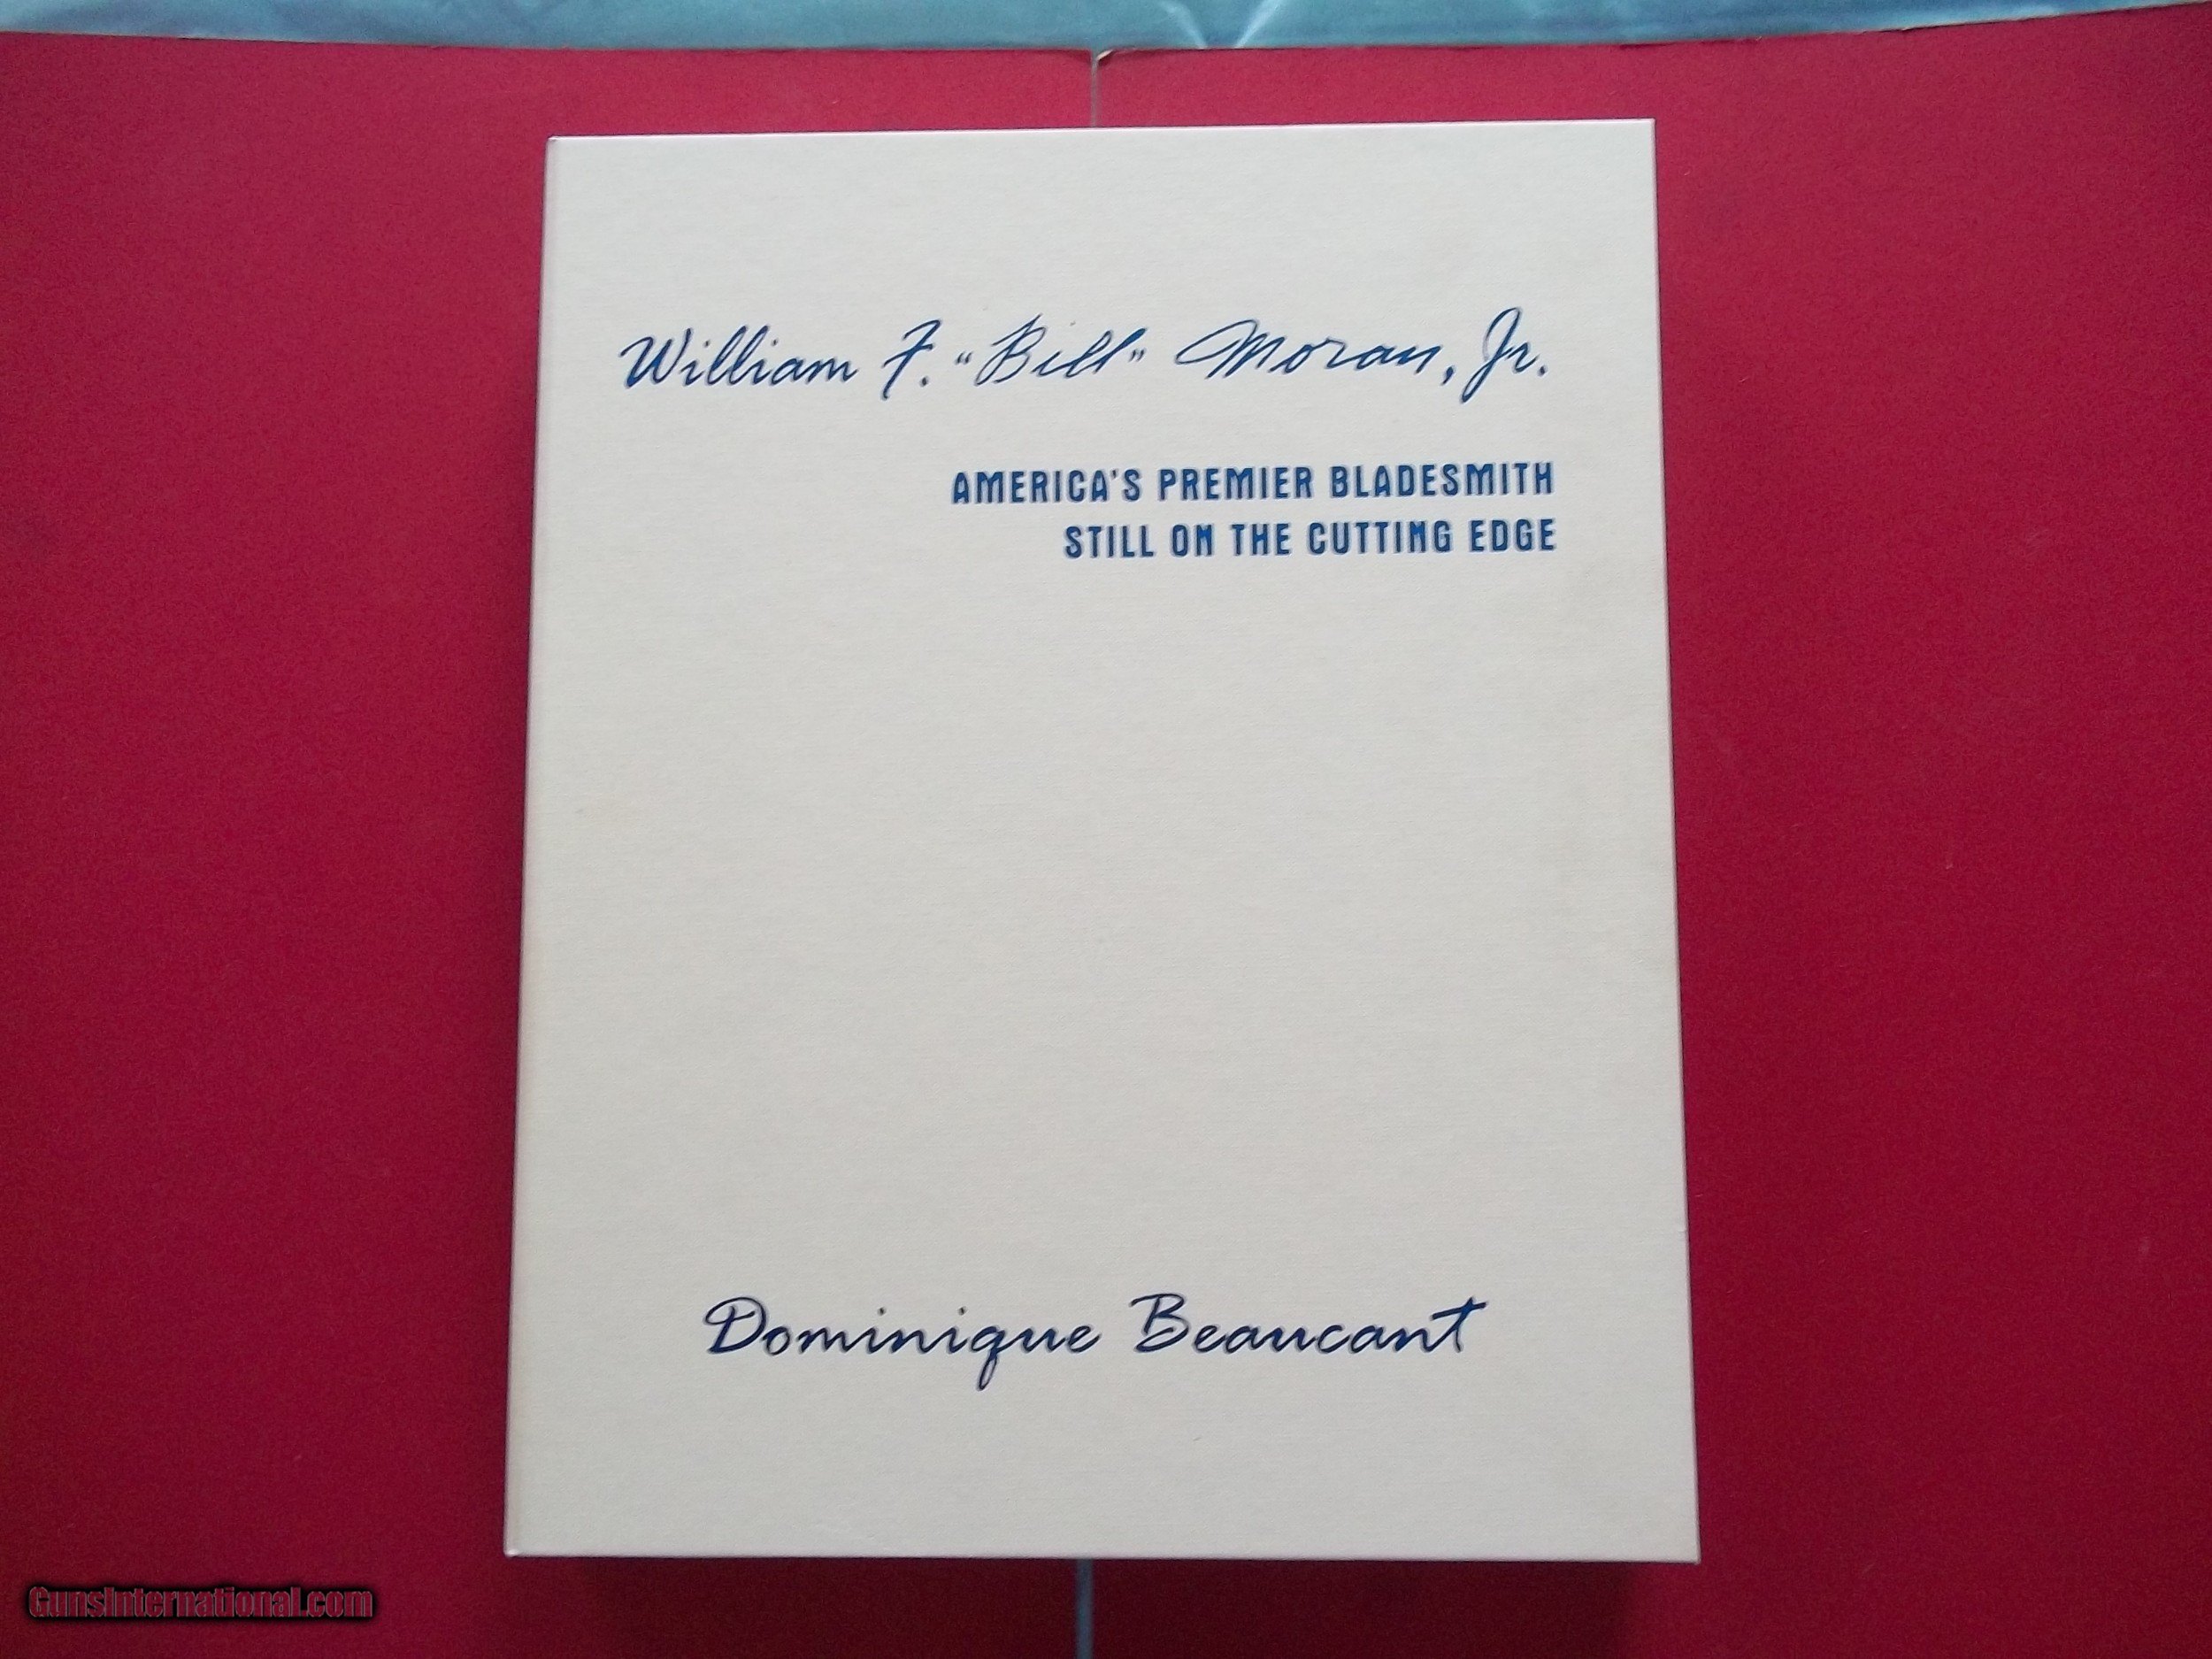 William F. “Bill” Moran, Jr.
AMERICA'S PREMIER BLADESMITH
STILL ON THE CUTTING EDGE
Dominique Beaucant
GunsInternational.com